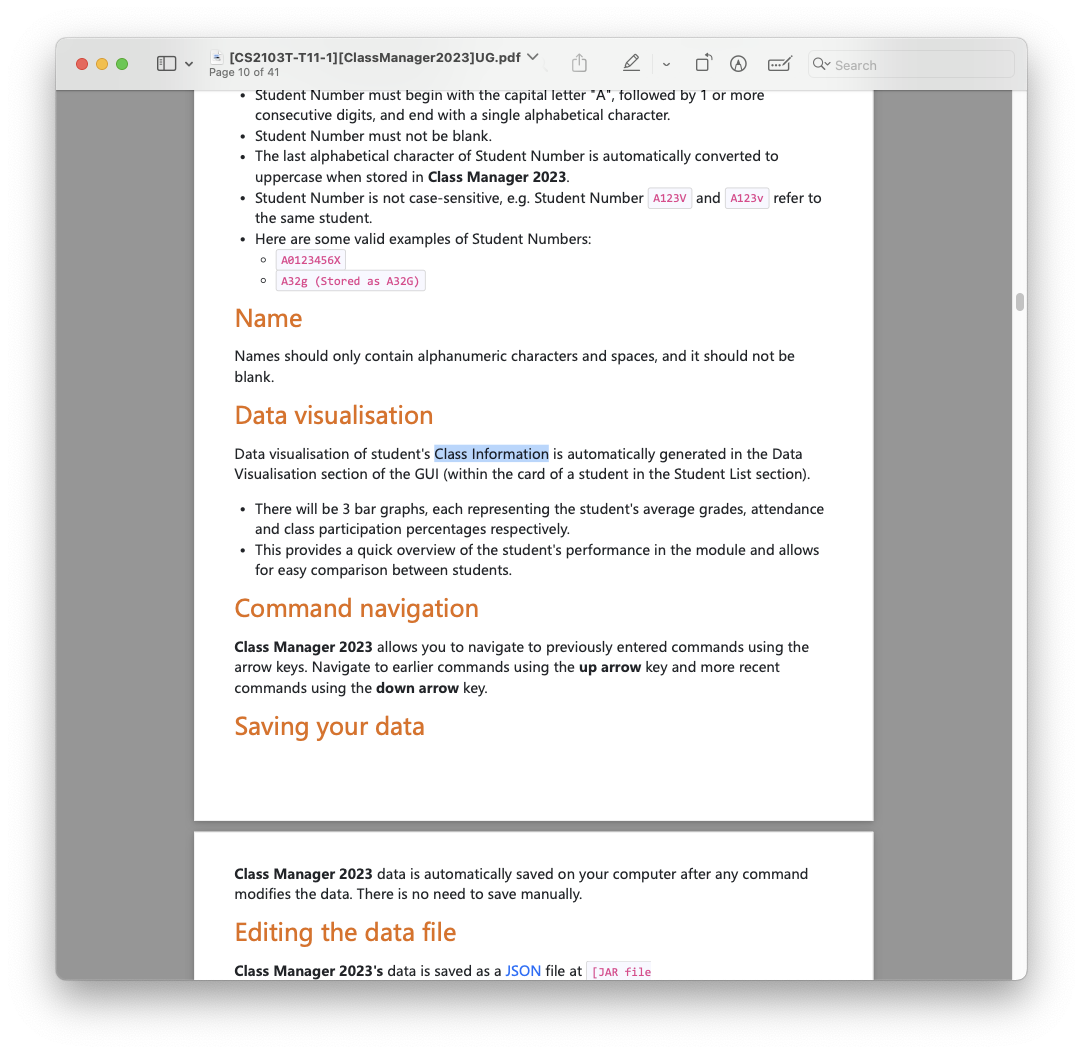 [CS2103T-T11-1][ClassManager2023]UG.pdf
Page 10 of 41
Search
• Student Number must begin with the capital letter "A", followed by 1 or more
consecutive digits, and end with a single alphabetical character.
• Student Number must not be blank.
• The last alphabetical character of Student Number is automatically converted to
uppercase when stored in Class Manager 2023.
• Student Number is not case-sensitive, e.g. Student Number A123V and A123v refer to
the same student.
• Here are some valid examples of Student Numbers:
◦ A0123456X
◦ A32g (Stored as A32G)
Name
Names should only contain alphanumeric characters and spaces, and it should not be
blank.
Data visualisation
Data visualisation of student's Class Information is automatically generated in the Data
Visualisation section of the GUI (within the card of a student in the Student List section).
• There will be 3 bar graphs, each representing the student's average grades, attendance
and class participation percentages respectively.
• This provides a quick overview of the student's performance in the module and allows
for easy comparison between students.
Command navigation
Class Manager 2023 allows you to navigate to previously entered commands using the
arrow keys. Navigate to earlier commands using the up arrow key and more recent
commands using the down arrow key.
Saving your data
Class Manager 2023 data is automatically saved on your computer after any command
modifies the data. There is no need to save manually.
Editing the data file
Class Manager 2023's data is saved as a JSON file at [JAR file